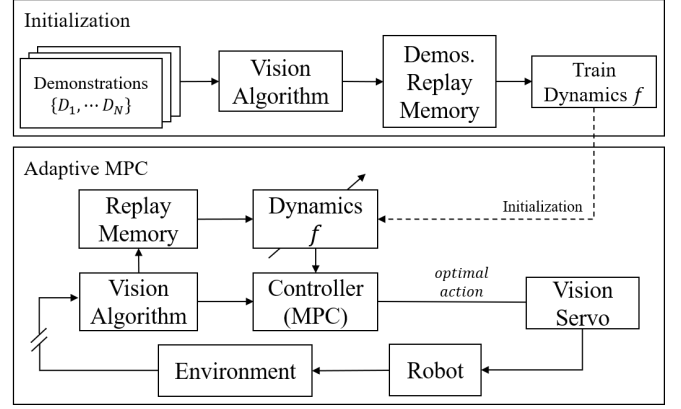 Initialization
Demonstrations
{D₁, ⋯ D_N}
Vision
Algorithm
Demos.
Replay
Memory
Train
Dynamics f
Adaptive MPC
Replay
Memory
Dynamics
f
Initialization
Vision
Algorithm
Controller
(MPC)
optimal
action
Vision
Servo
Environment
Robot